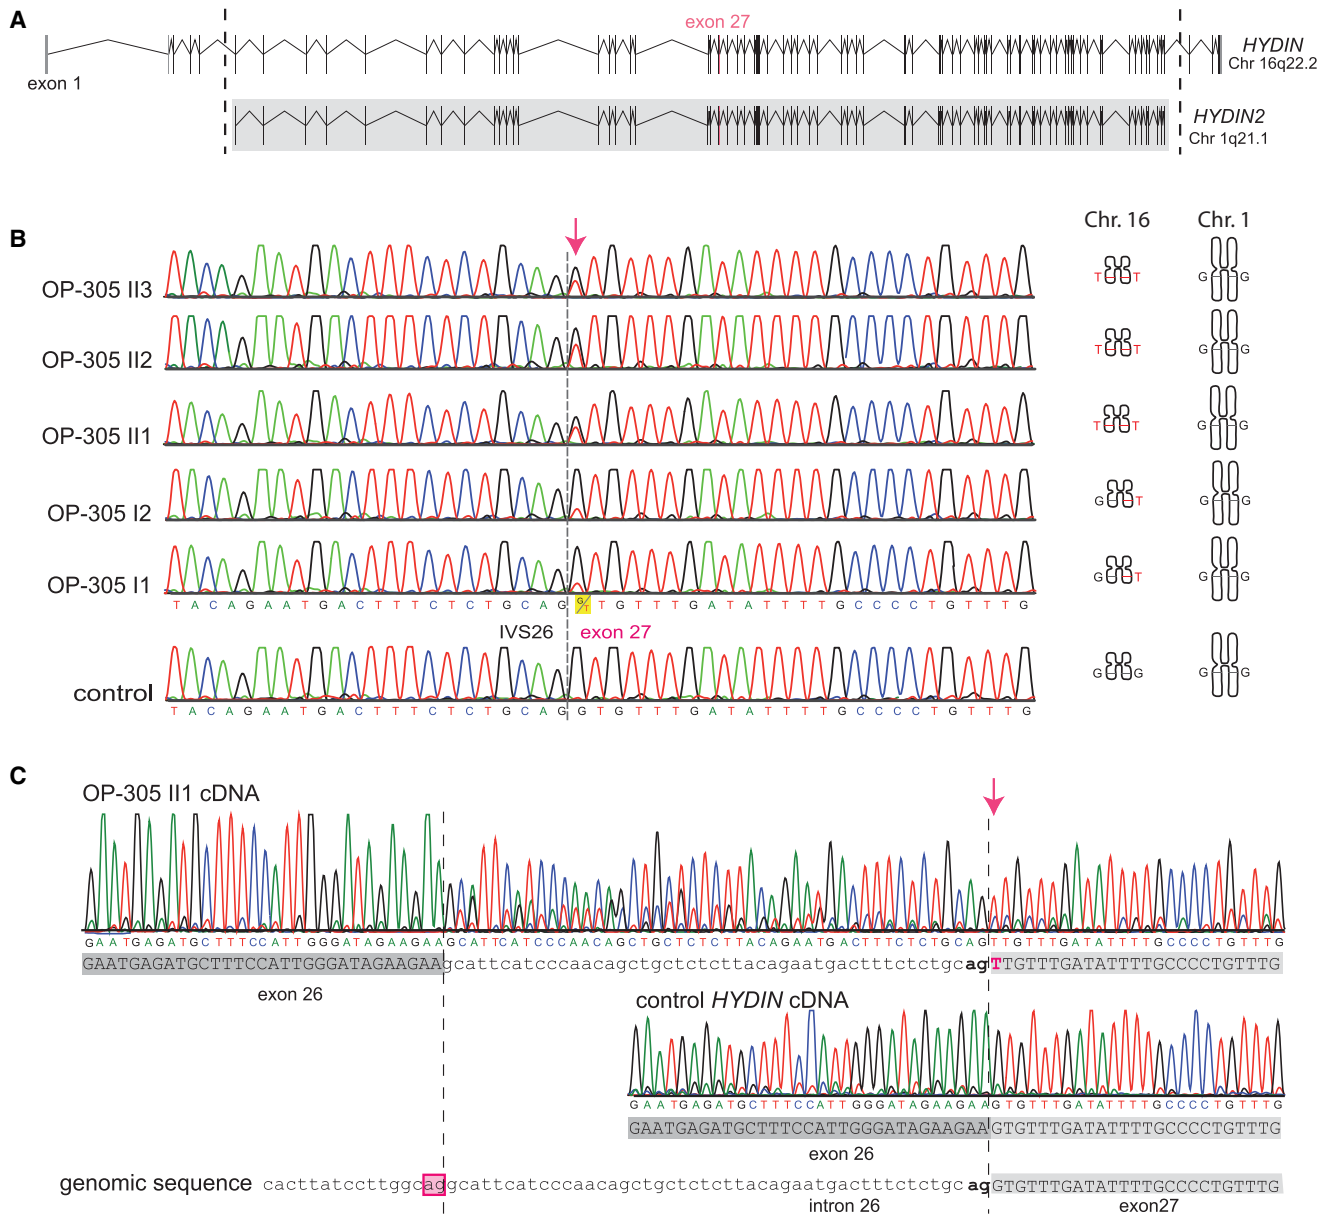 A
exon 27
HYDIN
Chr 16q22.2
exon 1
HYDIN2
Chr 1q21.1
B
Chr. 16
Chr. 1
OP-305 II3
T T
G G
OP-305 II2
T T
G G
OP-305 II1
T T
G G
OP-305 I2
G T
G G
OP-305 I1
G T
G G
T A C A G A A T G A C T T T C T C T G C A G G/T T G T T T G A T A T T T T G C C C C T G T T T G
IVS26
exon 27
control
G G
G G
T A C A G A A T G A C T T T C T C T G C A G G T G T T T G A T A T T T T G C C C C T G T T T G
C
OP-305 II1 cDNA
GAATGAGATGCTTTCCATTGGGATAGAAGAAGCATTCATCCCAACAGCTGCTCTCTTACAGAATGACTTTCTCTGCAGTTGTTTGATATTTTGCCCCTGTTTG
GAATGAGATGCTTTCCATTGGGATAGAAGAAgcattcatcccaacagctgctctcttacagaatgactttctctgcagTTGTTTGATATTTTGCCCCTGTTTG
exon 26
control HYDIN cDNA
GAATGAGATGCTTTCCATTGGGATAGAAGAAGTGTTTGATATTTTGCCCCTGTTTG
GAATGAGATGCTTTCCATTGGGATAGAAGAAGTGTTTGATATTTTGCCCCTGTTTG
exon 26
genomic sequence cacttatccttggcaggcattcatcccaacagctgctctcttacagaatgactttctctgcagGTGTTTGATATTTTGCCCCTGTTTG
intron 26
exon27